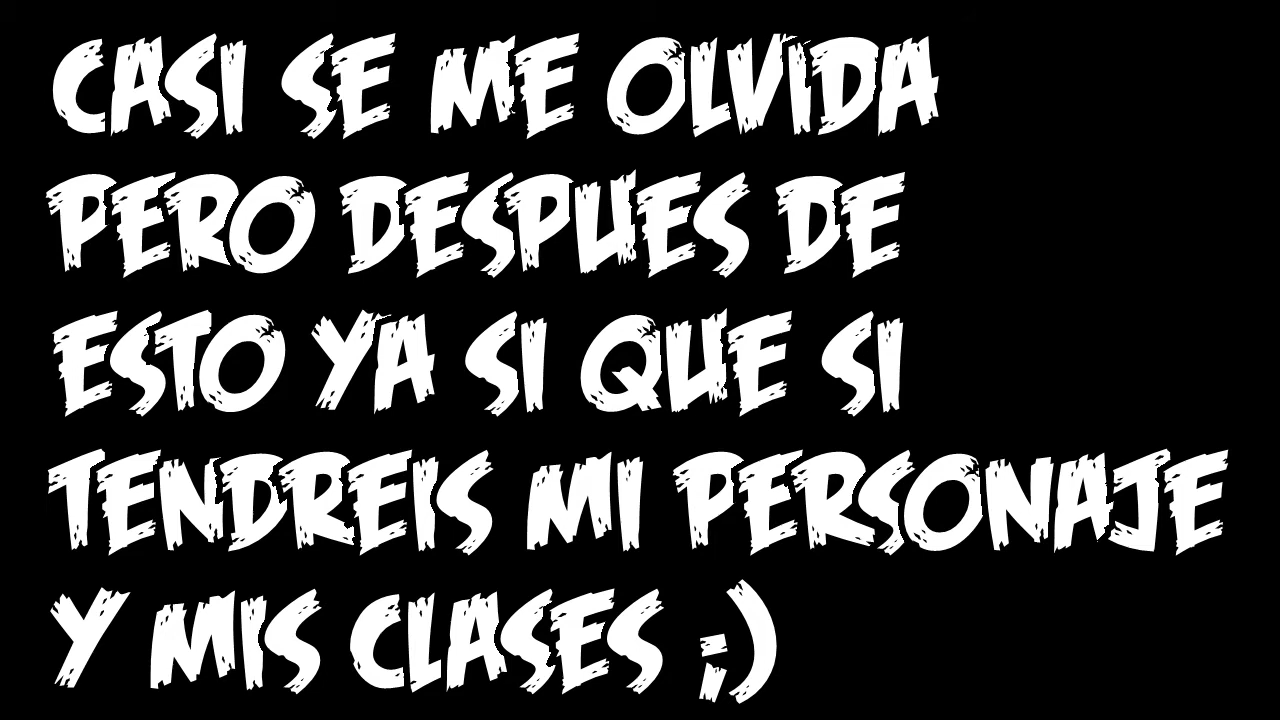 CASI SE ME OLVIDA
PERO DESPUES DE
ESTO YA SI QUE SI
TENDREIS MI PERSONAJE
Y MIS CLASES ;)